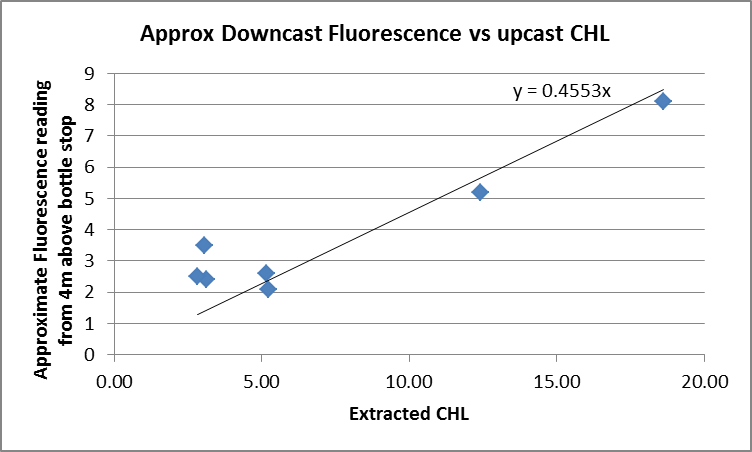 Approx Downcast Fluorescence vs upcast CHL
Approximate Fluorescence reading
from 4m above bottle stop
9
8
7
6
5
4
3
2
1
0
y = 0.4553x
0.00 5.00 10.00 15.00 20.00
Extracted CHL